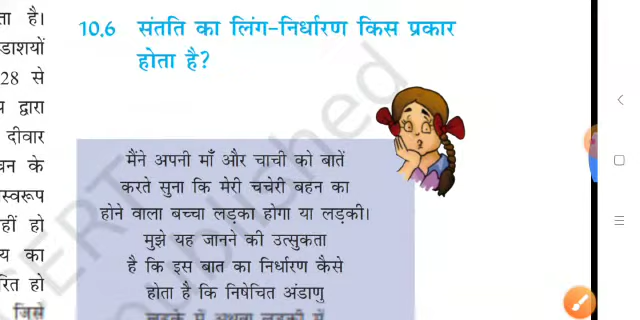 ता है।
डाशयों
28 से
द्वारा
दीवार
वन के
स्वरूप
हीं हो
य का
रित हो
जिसे
10.6 संतति का लिंग-निर्धारण किस प्रकार
होता है?
मैंने अपनी माँ और चाची को बातें
करते सुना कि मेरी चचेरी बहन का
होने वाला बच्चा लड़का होगा या लड़की।
मुझे यह जानने की उत्सुकता
है कि इस बात का निर्धारण कैसे
होता है कि निषेचित अंडाणु